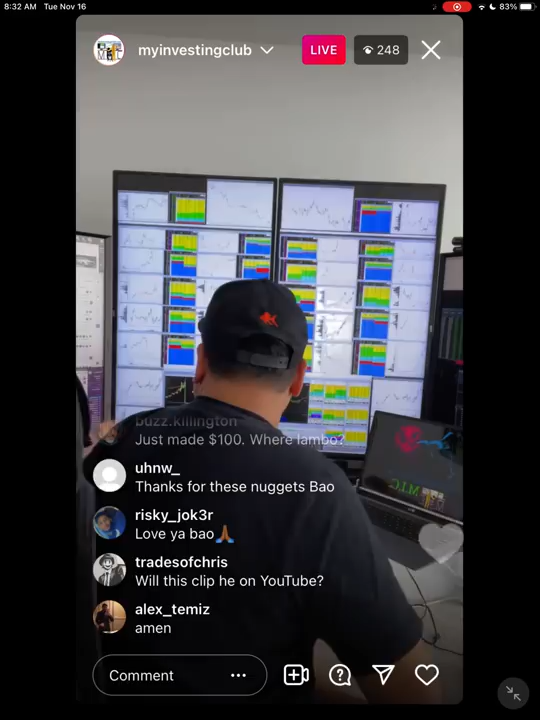 8:32 AM Tue Nov 16
83%
myinvestingclub
LIVE
248
buzz.killington
Just made $100. Where lambo?
uhnw_
Thanks for these nuggets Bao
risky_jok3r
Love ya bao🙏🏾
tradesofchris
Will this clip he on YouTube?
alex_temiz
amen
Comment